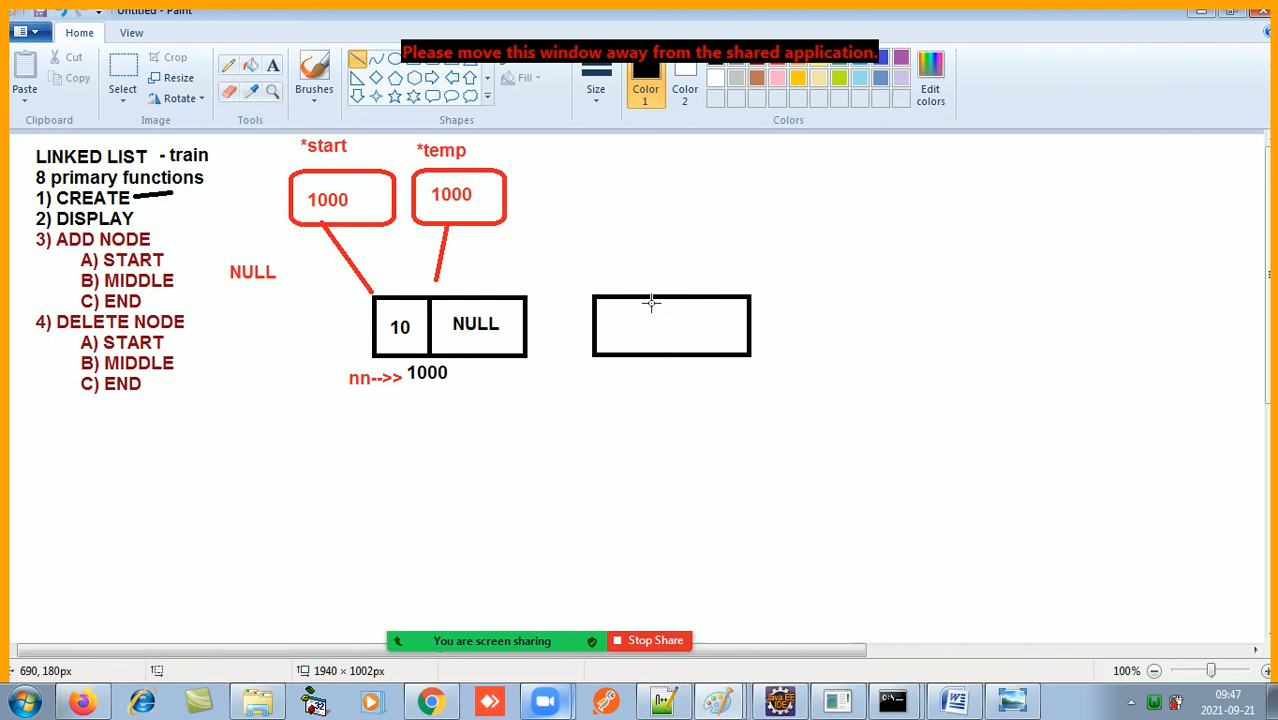 Untitled - Paint
Home
View
Please move this window away from the shared application.
Paste
Cut
Copy
Clipboard
Select
Crop
Resize
Rotate
Image
A
Tools
Brushes
Shapes
Fill
Size
Color 1
Color 2
Edit colors
Colors
LINKED LIST - train
8 primary functions
1) CREATE
2) DISPLAY
3) ADD NODE
A) START
B) MIDDLE
C) END
4) DELETE NODE
A) START
B) MIDDLE
C) END
*start
*temp
1000
1000
NULL
10
NULL
nn-->> 1000
You are screen sharing
Stop Share
690, 180px
1940 × 1002px
100%
09:47
2021-09-21